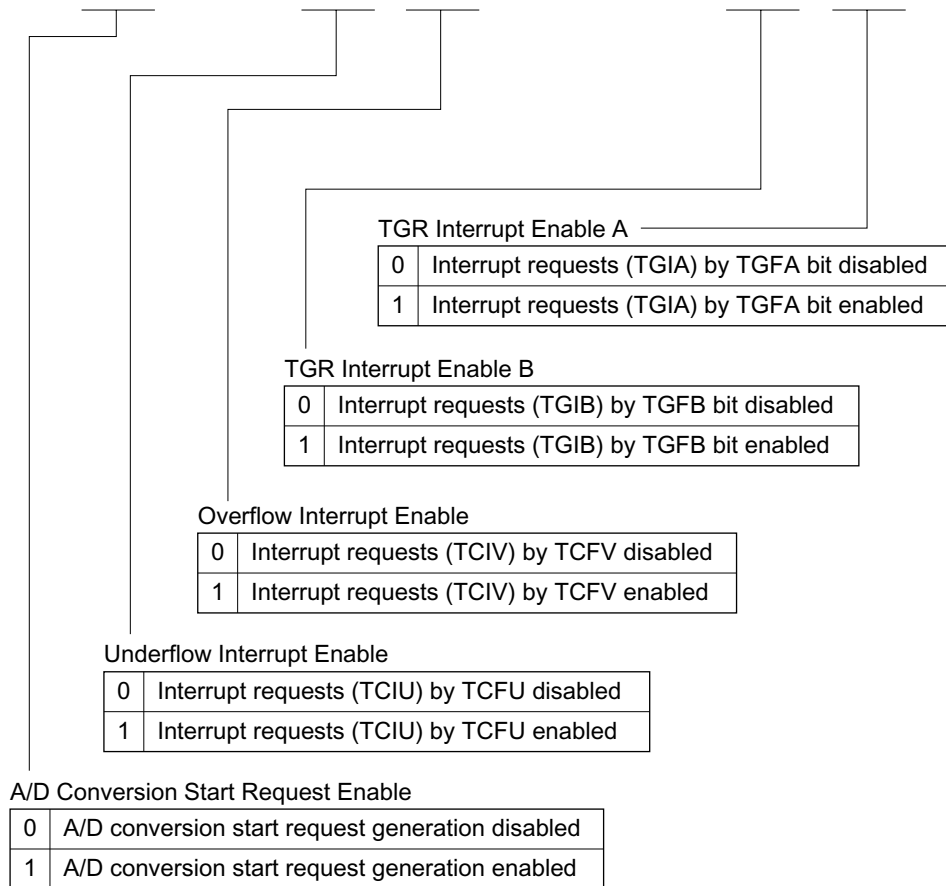 TGR Interrupt Enable A
0 Interrupt requests (TGIA) by TGFA bit disabled
1 Interrupt requests (TGIA) by TGFA bit enabled
TGR Interrupt Enable B
0 Interrupt requests (TGIB) by TGFB bit disabled
1 Interrupt requests (TGIB) by TGFB bit enabled
Overflow Interrupt Enable
0 Interrupt requests (TCIV) by TCFV disabled
1 Interrupt requests (TCIV) by TCFV enabled
Underflow Interrupt Enable
0 Interrupt requests (TCIU) by TCFU disabled
1 Interrupt requests (TCIU) by TCFU enabled
A/D Conversion Start Request Enable
0 A/D conversion start request generation disabled
1 A/D conversion start request generation enabled